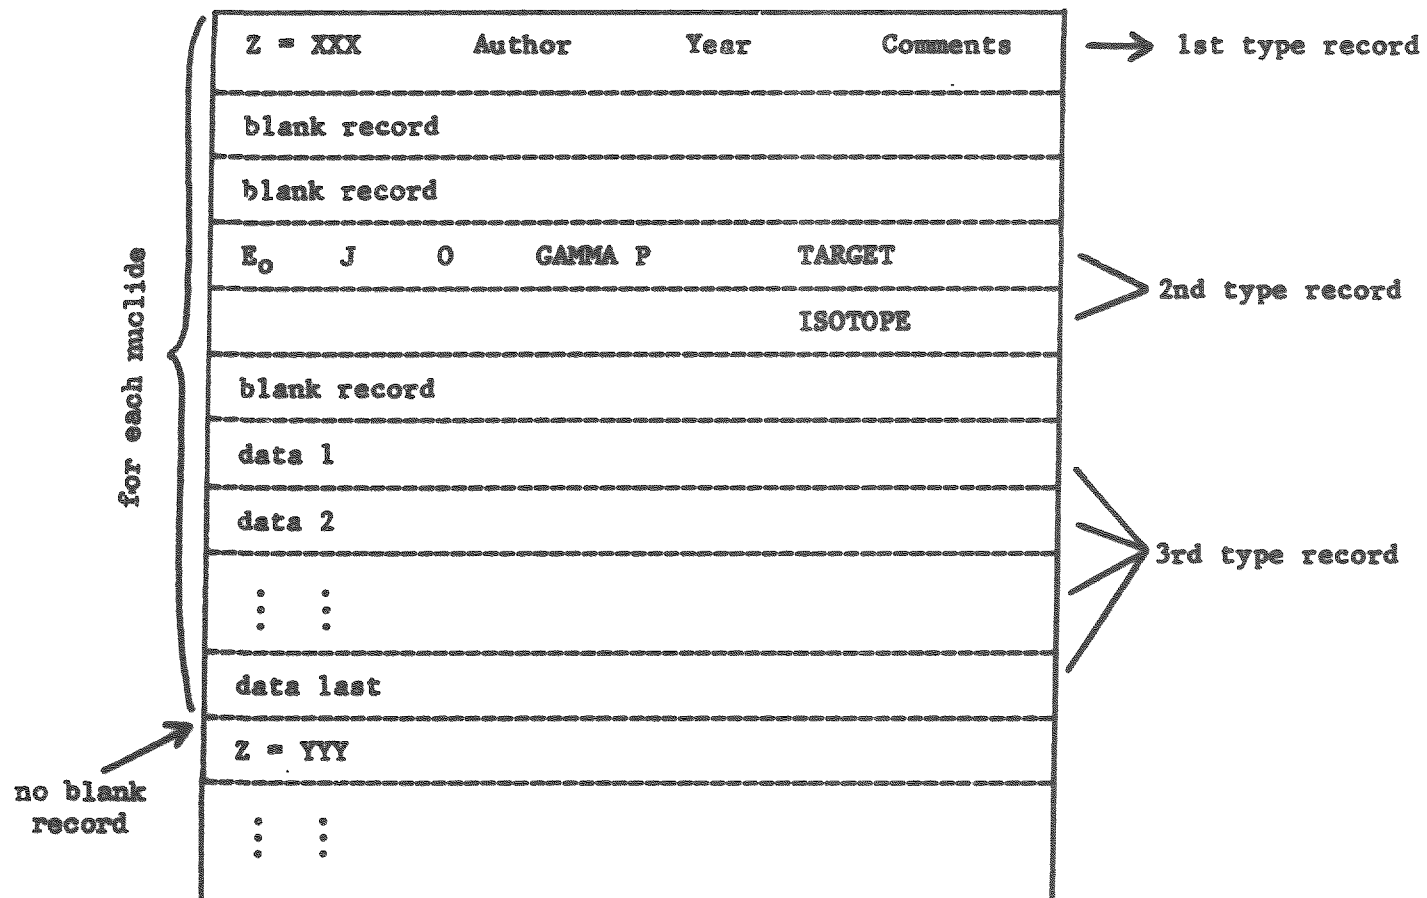 Z = XXX Author Year Comments
1st type record
blank record
blank record
E₀ J O GAMMA P TARGET
2nd type record
ISOTOPE
for each nuclide
blank record
data 1
data 2
3rd type record
data last
Z = YYY
no blank
record